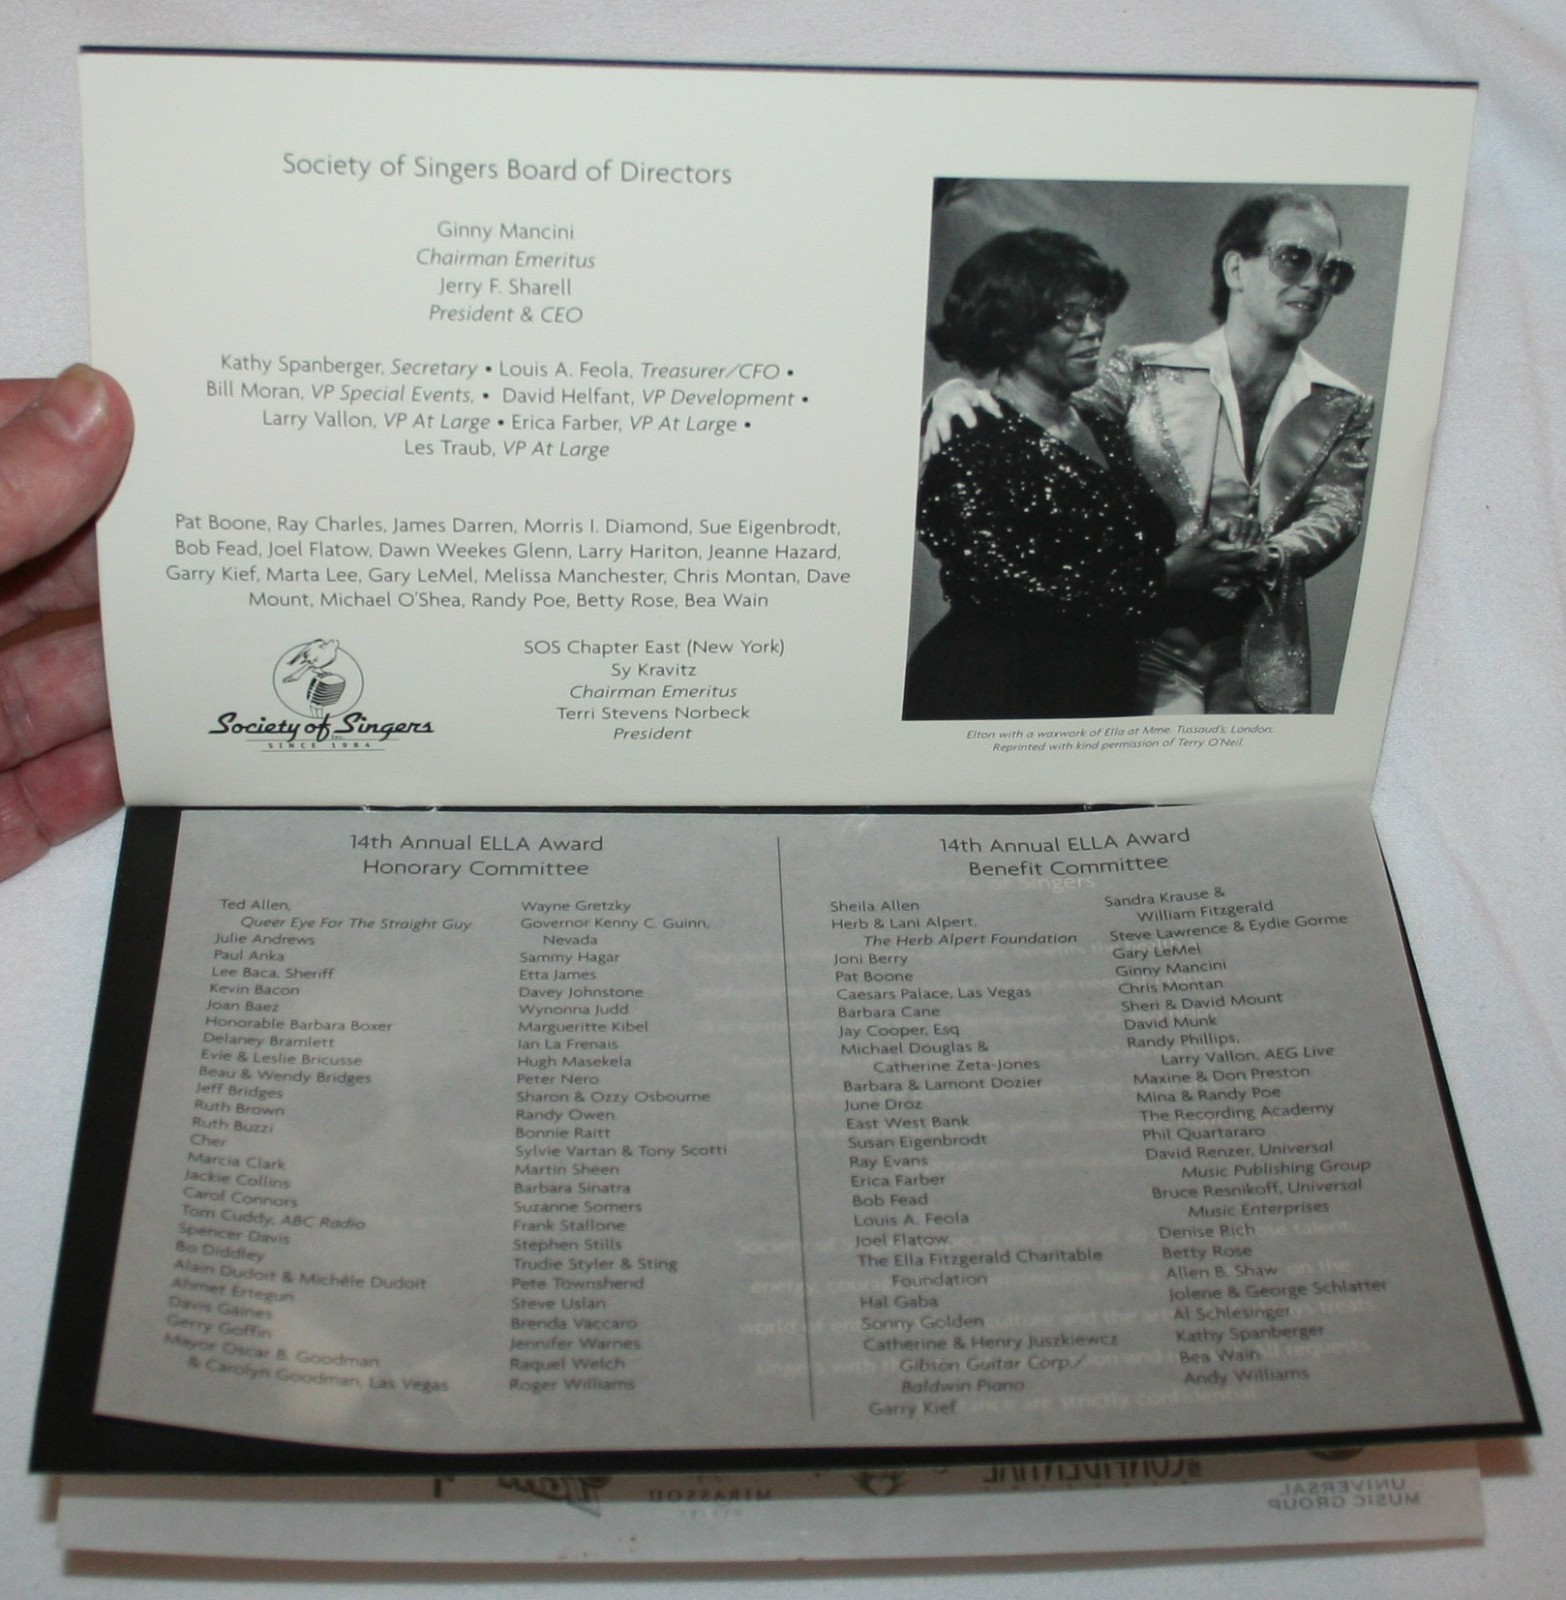 Society of Singers Board of Directors
Ginny Mancini
Chairman Emeritus
Jerry F. Sharell
President & CEO
Kathy Spanberger, Secretary • Louis A. Feola, Treasurer/CFO •
Bill Moran, VP Special Events, • David Helfant, VP Development •
Larry Vallon, VP At Large • Erica Farber, VP At Large •
Les Traub, VP At Large
Pat Boone, Ray Charles, James Darren, Morris I. Diamond, Sue Eigenbrodt,
Bob Fead, Joel Flatow, Dawn Weekes Glenn, Larry Hariton, Jeanne Hazard,
Garry Kief, Marta Lee, Gary LeMel, Melissa Manchester, Chris Montan, Dave
Mount, Michael O'Shea, Randy Poe, Betty Rose, Bea Wain
Society of Singers
SINCE 1984
SOS Chapter East (New York)
Sy Kravitz
Chairman Emeritus
Terri Stevens Norbeck
President
Elton with a waxwork of Ella at Mme. Tussaud's, London.
Reprinted with kind permission of Terry O'Neil.
14th Annual ELLA Award
Honorary Committee
Ted Allen,
Queer Eye For The Straight Guy
Julie Andrews
Paul Anka
Lee Baca, Sheriff
Kevin Bacon
Joan Baez
Honorable Barbara Boxer
Delaney Bramlett
Evie & Leslie Bricusse
Beau & Wendy Bridges
Jeff Bridges
Ruth Brown
Ruth Buzzi
Cher
Marcia Clark
Jackie Collins
Carol Connors
Tom Cuddy, ABC Radio
Spencer Davis
Bo Diddley
Alain Dudoit & Michèle Dudoit
Ahmet Ertegun
Davis Gaines
Gerry Goffin
Mayor Oscar B. Goodman
& Carolyn Goodman, Las Vegas
Wayne Gretzky
Governor Kenny C. Guinn,
Nevada
Sammy Hagar
Etta James
Davey Johnstone
Wynonna Judd
Margueritte Kibel
Ian La Frenais
Hugh Masekela
Peter Nero
Sharon & Ozzy Osbourne
Randy Owen
Bonnie Raitt
Sylvie Vartan & Tony Scotti
Martin Sheen
Barbara Sinatra
Suzanne Somers
Frank Stallone
Stephen Stills
Trudie Styler & Sting
Pete Townshend
Steve Uslan
Brenda Vaccaro
Jennifer Warnes
Raquel Welch
Roger Williams
14th Annual ELLA Award
Benefit Committee
Sheila Allen
Herb & Lani Alpert,
The Herb Alpert Foundation
Joni Berry
Pat Boone
Caesars Palace, Las Vegas
Barbara Cane
Jay Cooper, Esq
Michael Douglas &
Catherine Zeta-Jones
Barbara & Lamont Dozier
June Droz
East West Bank
Susan Eigenbrodt
Ray Evans
Erica Farber
Bob Fead
Louis A. Feola
Joel Flatow
The Ella Fitzgerald Charitable
Foundation
Hal Gaba
Sonny Golden
Catherine & Henry Juszkiewcz
Gibson Guitar Corp./
Baldwin Piano
Garry Kief
Sandra Krause &
William Fitzgerald
Steve Lawrence & Eydie Gorme
Gary LeMel
Ginny Mancini
Chris Montan
Sheri & David Mount
David Munk
Randy Phillips,
Larry Vallon, AEG Live
Maxine & Don Preston
Mina & Randy Poe
The Recording Academy
Phil Quartararo
David Renzer, Universal
Music Publishing Group
Bruce Resnikoff, Universal
Music Enterprises
Denise Rich
Betty Rose
Allen B. Shaw
Jolene & George Schlatter
Al Schlesinger
Kathy Spanberger
Bea Wain
Andy Williams
CONFIDENTIAL
MIRASSOU
UNIVERSAL
MUSIC GROUP